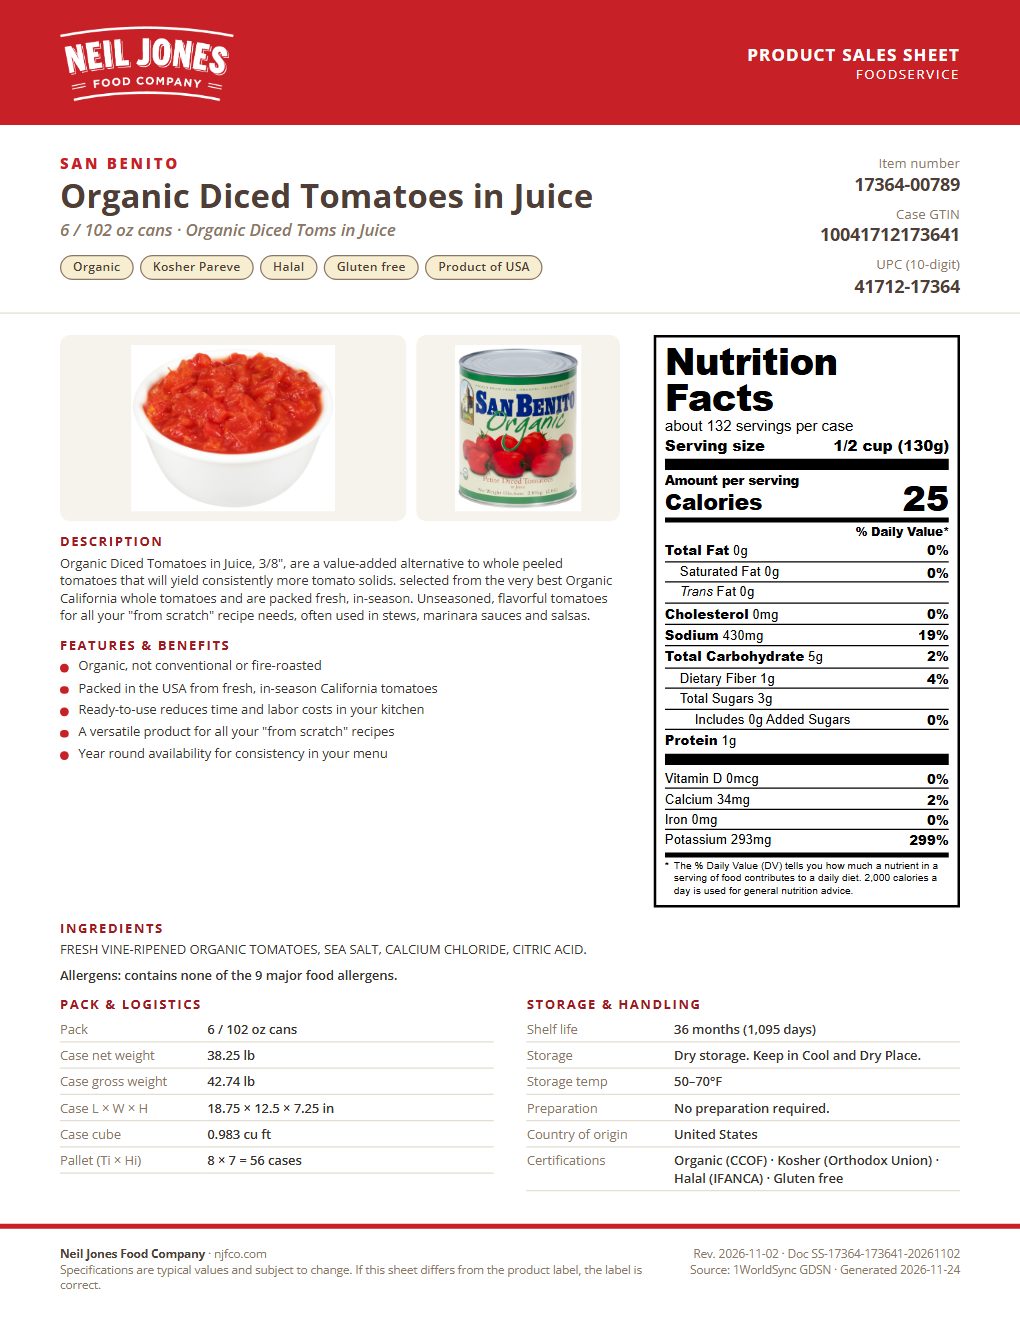 NEIL JONES
FOOD COMPANY
PRODUCT SALES SHEET
FOODSERVICE
SAN BENITO
Organic Diced Tomatoes in Juice
6 / 102 oz cans · Organic Diced Toms in Juice
Organic
Kosher Pareve
Halal
Gluten free
Product of USA
Item number
17364-00789
Case GTIN
10041712173641
UPC (10-digit)
41712-17364
SAN BENITO
Organic
Petite Diced Tomatoes
in Juice
DESCRIPTION
Organic Diced Tomatoes in Juice, 3/8", are a value-added alternative to whole peeled
tomatoes that will yield consistently more tomato solids. selected from the very best Organic
California whole tomatoes and are packed fresh, in-season. Unseasoned, flavorful tomatoes
for all your "from scratch" recipe needs, often used in stews, marinara sauces and salsas.
FEATURES & BENEFITS
Organic, not conventional or fire-roasted
Packed in the USA from fresh, in-season California tomatoes
Ready-to-use reduces time and labor costs in your kitchen
A versatile product for all your "from scratch" recipes
Year round availability for consistency in your menu
Nutrition
Facts
about 132 servings per case
Serving size 1/2 cup (130g)
Amount per serving
Calories 25
% Daily Value*
Total Fat 0g 0%
Saturated Fat 0g 0%
Trans Fat 0g
Cholesterol 0mg 0%
Sodium 430mg 19%
Total Carbohydrate 5g 2%
Dietary Fiber 1g 4%
Total Sugars 3g
Includes 0g Added Sugars 0%
Protein 1g
Vitamin D 0mcg 0%
Calcium 34mg 2%
Iron 0mg 0%
Potassium 293mg 299%
* The % Daily Value (DV) tells you how much a nutrient in a
serving of food contributes to a daily diet. 2,000 calories a
day is used for general nutrition advice.
INGREDIENTS
FRESH VINE-RIPENED ORGANIC TOMATOES, SEA SALT, CALCIUM CHLORIDE, CITRIC ACID.
Allergens: contains none of the 9 major food allergens.
PACK & LOGISTICS
Pack 6 / 102 oz cans
Case net weight 38.25 lb
Case gross weight 42.74 lb
Case L × W × H 18.75 × 12.5 × 7.25 in
Case cube 0.983 cu ft
Pallet (Ti × Hi) 8 × 7 = 56 cases
STORAGE & HANDLING
Shelf life 36 months (1,095 days)
Storage Dry storage. Keep in Cool and Dry Place.
Storage temp 50–70°F
Preparation No preparation required.
Country of origin United States
Certifications Organic (CCOF) · Kosher (Orthodox Union) ·
Halal (IFANCA) · Gluten free
Neil Jones Food Company · njfco.com
Specifications are typical values and subject to change. If this sheet differs from the product label, the label is
correct.
Rev. 2026-11-02 · Doc SS-17364-173641-20261102
Source: 1WorldSync GDSN · Generated 2026-11-24